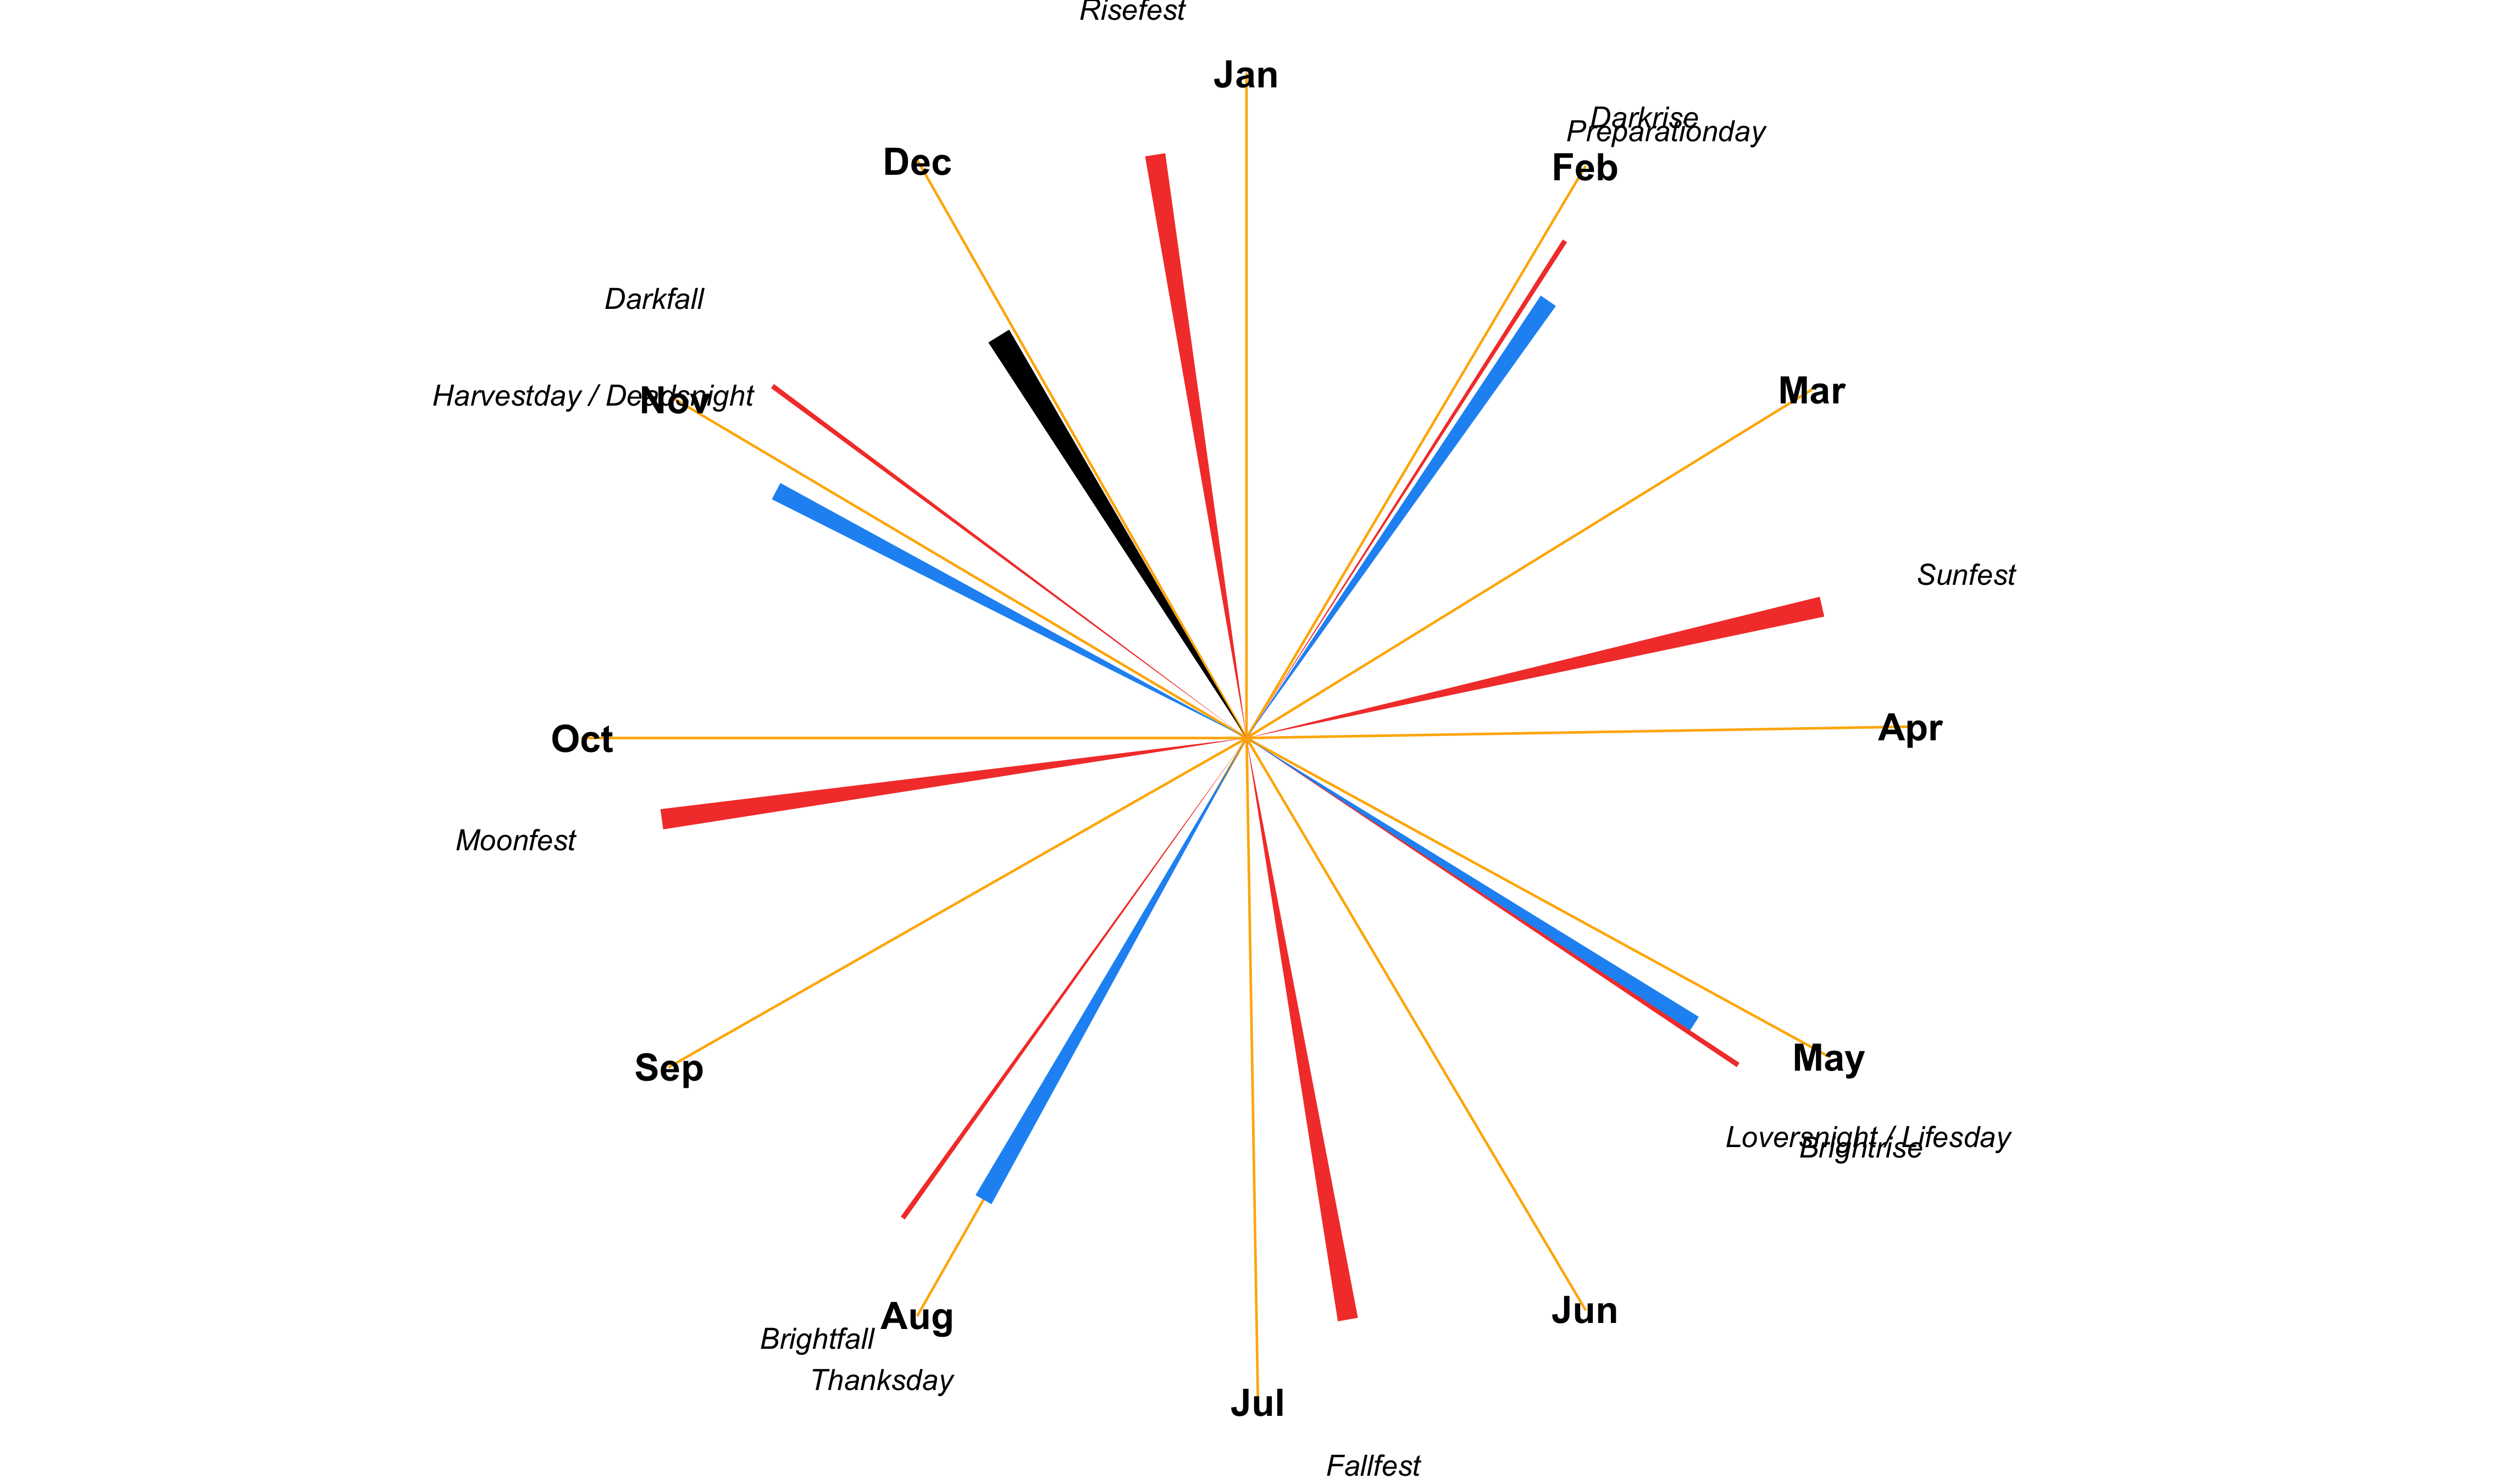 Risefest
Jan
Darkrise
Preparationday
Dec
Feb
Darkfall
Mar
Harvestday / Deadsnight
Nov
Sunfest
Apr
Oct
Moonfest
May
Sep
Loversnight / Lifesday
Brightrise
Jun
Aug
Brightfall
Thanksday
Jul
Fallfest